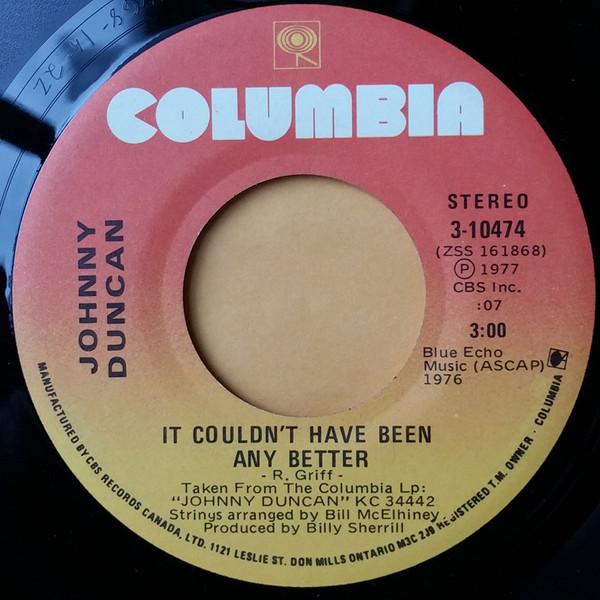 COLUMBIA
JOHNNY
DUNCAN
STEREO
3-10474
(ZSS 161868)
Ⓟ 1977
CBS Inc.
:07
3:00
Blue Echo
Music (ASCAP)
1976
IT COULDN'T HAVE BEEN
ANY BETTER
- R. Griff -
Taken From The Columbia Lp:
"JOHNNY DUNCAN" KC 34442
Strings arranged by Bill McElhiney.
Produced by Billy Sherrill
MANUFACTURED BY CBS RECORDS CANADA, LTD. 1121 LESLIE ST. DON MILLS ONTARIO M3C 2J9 REGISTERED T.M. OWNER . COLUMBIA